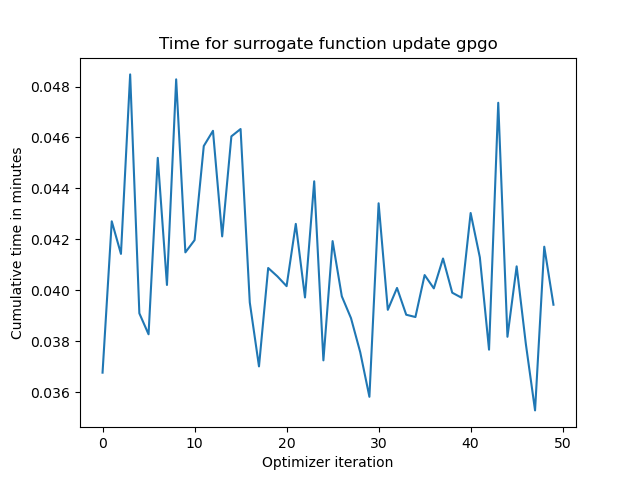 Time for surrogate function update gpgo
Cumulative time in minutes
0.048
0.046
0.044
0.042
0.040
0.038
0.036
0 10 20 30 40 50
Optimizer iteration